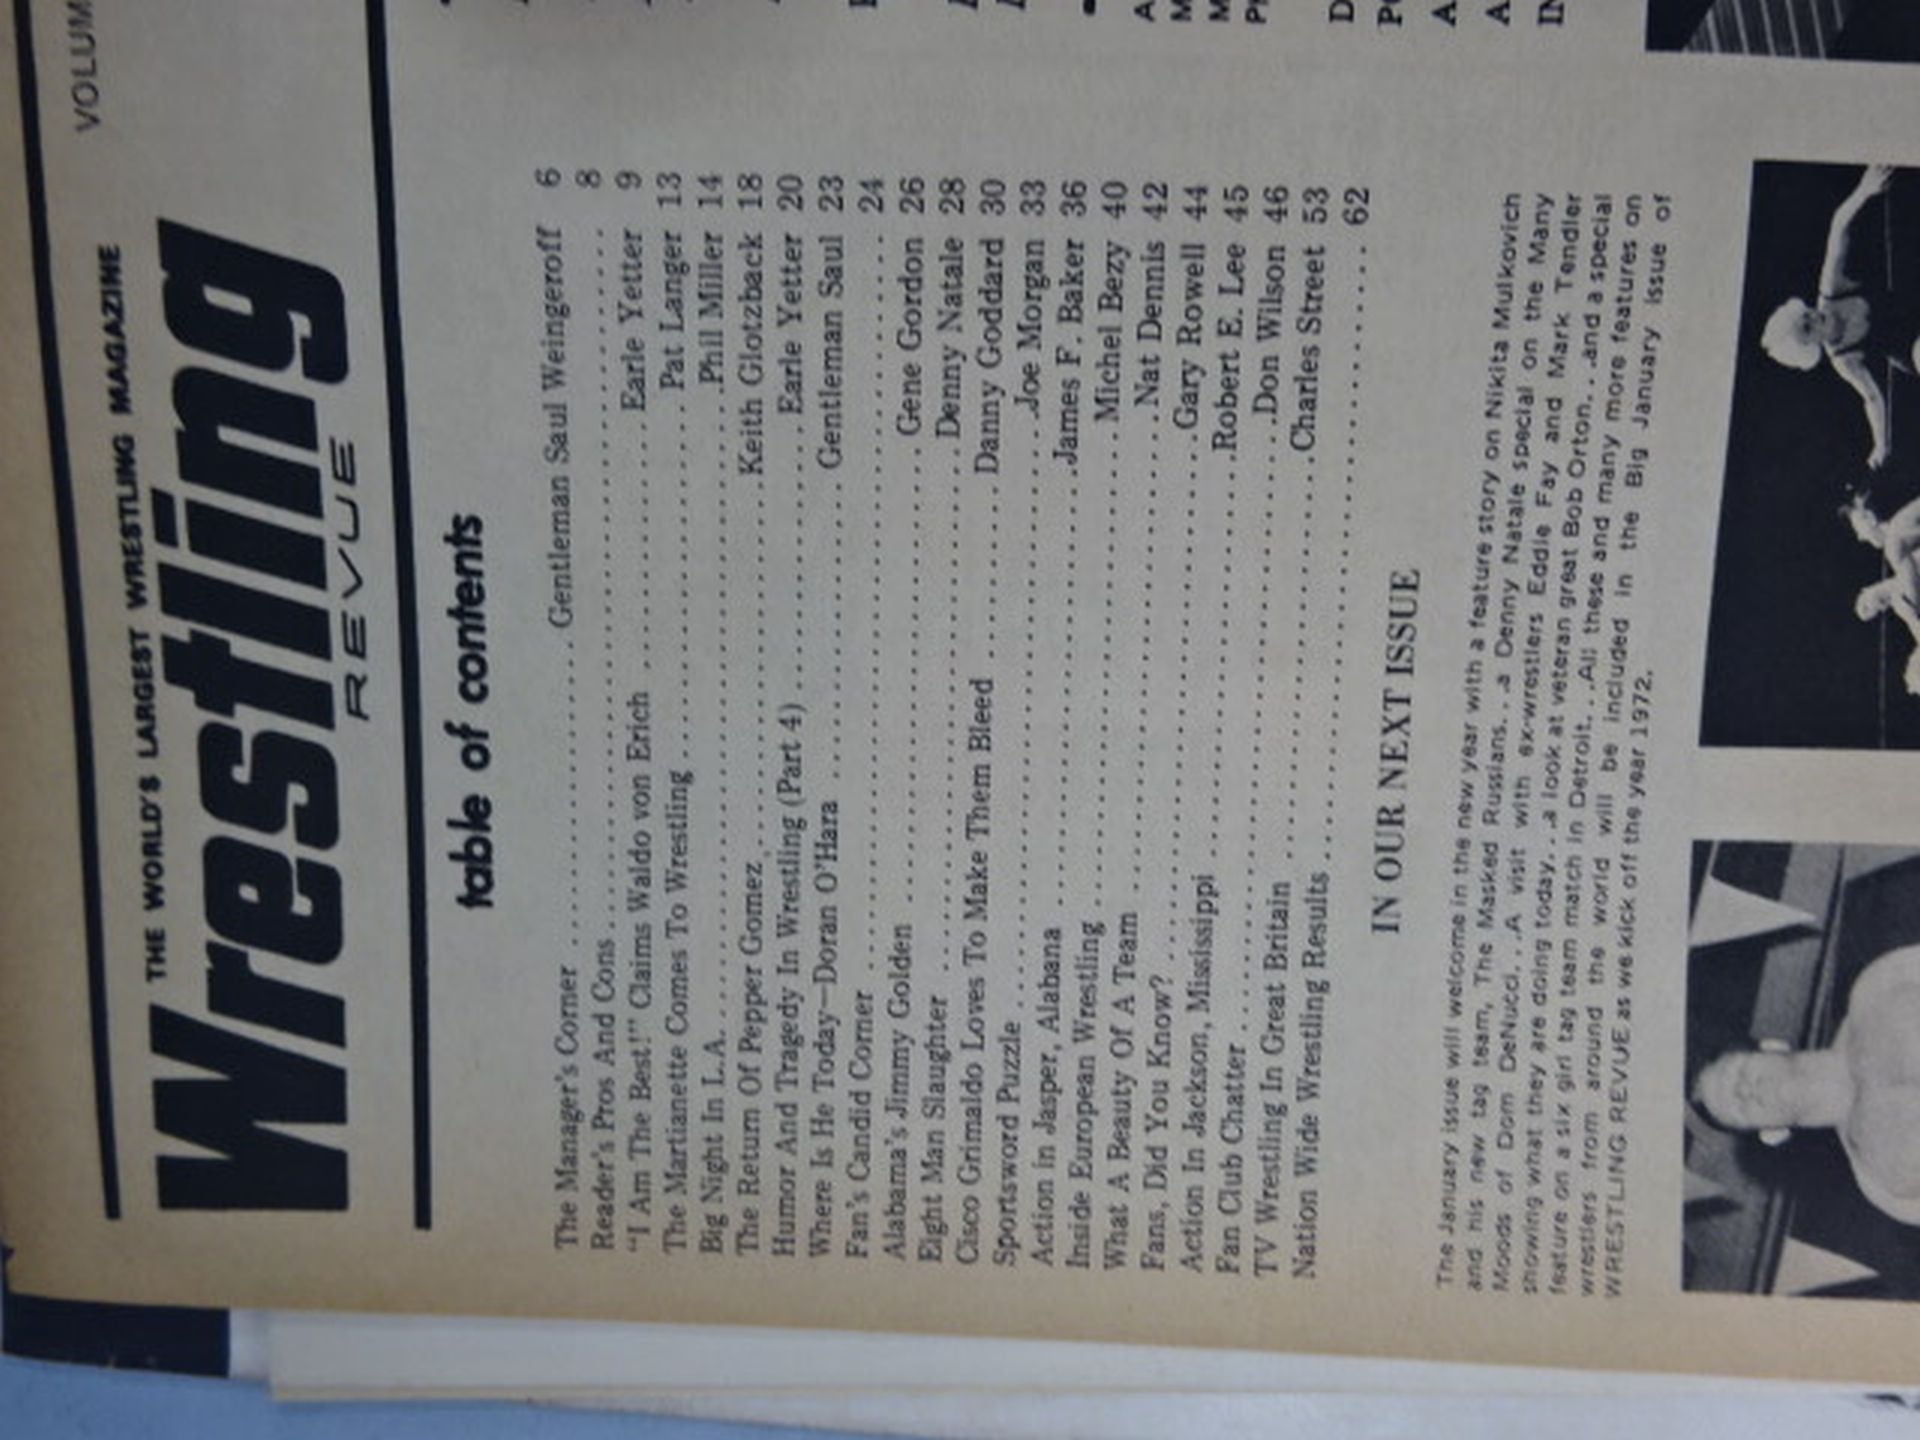 VOLUM
THE WORLD'S LARGEST WRESTLING MAGAZINE
Wrestling
REVUE
table of contents
The Manager's Corner . . . . . . . . . . . . . . . . . . . . . . Gentleman Saul Weingeroff 6
Reader's Pros And Cons . . . . . . . . . . . . . . . . . . . . . . . . . . . . . . . . . . 8
"I Am The Best!" Claims Waldo von Erich . . . . . . . . . . . . . . Earle Yetter 9
The Martianette Comes To Wrestling . . . . . . . . . . . . . . . . . . Pat Langer 13
Big Night In L.A. . . . . . . . . . . . . . . . . . . . . . . . . . . . . . . Phil Miller 14
The Return Of Pepper Gomez . . . . . . . . . . . . . . . . . . . Keith Glotzback 18
Humor And Tragedy In Wrestling (Part 4) . . . . . . . . . . . . . Earle Yetter 20
Where Is He Today—Doran O'Hara . . . . . . . . . . . . . . . Gentleman Saul 23
Fan's Candid Corner . . . . . . . . . . . . . . . . . . . . . . . . . . . . . . . . . . . 24
Alabama's Jimmy Golden . . . . . . . . . . . . . . . . . . . . . . Gene Gordon 26
Eight Man Slaughter . . . . . . . . . . . . . . . . . . . . . . . . . Denny Natale 28
Cisco Grimaldo Loves To Make Them Bleed . . . . . . . . . Danny Goddard 30
Sportsword Puzzle . . . . . . . . . . . . . . . . . . . . . . . . . . . Joe Morgan 33
Action in Jasper, Alabana . . . . . . . . . . . . . . . . . . . . James F. Baker 36
Inside European Wrestling . . . . . . . . . . . . . . . . . . . . . Michel Bezy 40
What A Beauty Of A Team . . . . . . . . . . . . . . . . . . . . . Nat Dennis 42
Fans, Did You Know? . . . . . . . . . . . . . . . . . . . . . . . . Gary Rowell 44
Action In Jackson, Mississippi . . . . . . . . . . . . . . . . . . Robert E. Lee 45
Fan Club Chatter . . . . . . . . . . . . . . . . . . . . . . . . . . . Don Wilson 46
TV Wrestling In Great Britain . . . . . . . . . . . . . . . . . . Charles Street 53
Nation Wide Wrestling Results . . . . . . . . . . . . . . . . . . . . . . . . . . . . 62
IN OUR NEXT ISSUE
The January issue will welcome in the new year with a feature story on Nikita Mulkovich
and his new tag team, The Masked Russians. . .a Denny Natale special on the Many
Moods of Dom DeNucci. . .A visit with ex-wrestlers Eddie Fay and Mark Tendler
showing what they are doing today. . .a look at veteran great Bob Orton. . .and a special
feature on a six girl tag team match in Detroit. . .All these and many more features on
wrestlers from around the world will be included in the Big January issue of
WRESTLING REVUE as we kick off the year 1972.